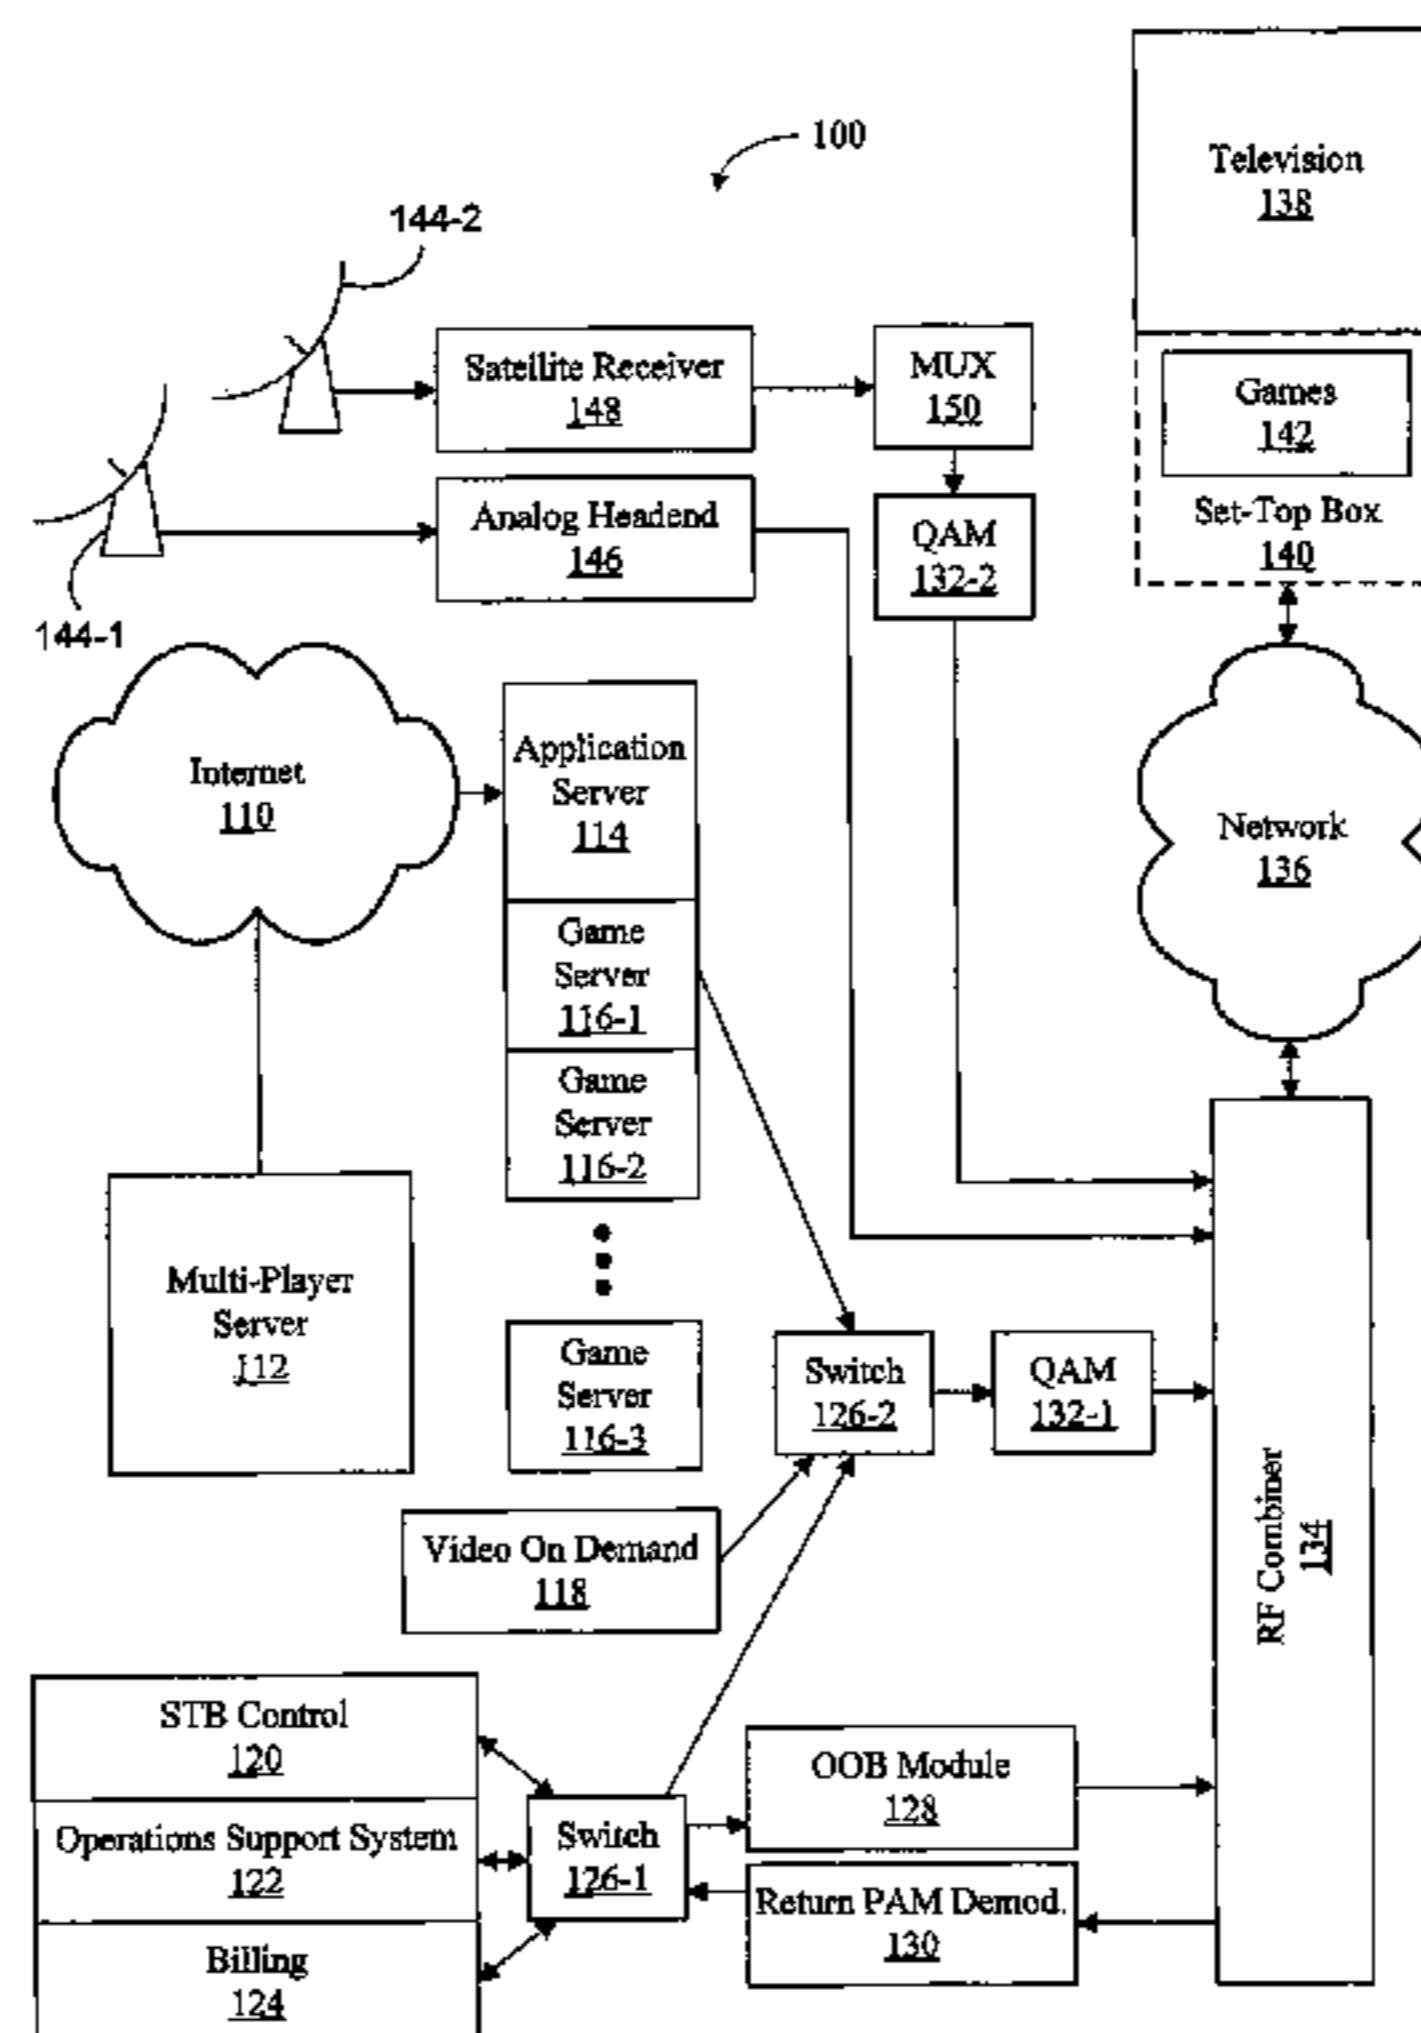 100
Television
138
144-2
Satellite Receiver
148
MUX
150
Games
142
Set-Top Box
140
Analog Headend
146
QAM
132-2
144-1
Internet
110
Application
Server
114
Network
136
Game
Server
116-1
Game
Server
116-2
Multi-Player
Server
112
Game
Server
116-3
Switch
126-2
QAM
132-1
RF Combiner
134
Video On Demand
118
STB Control
120
Operations Support System
122
Billing
124
Switch
126-1
OOB Module
128
Return PAM Demod.
130